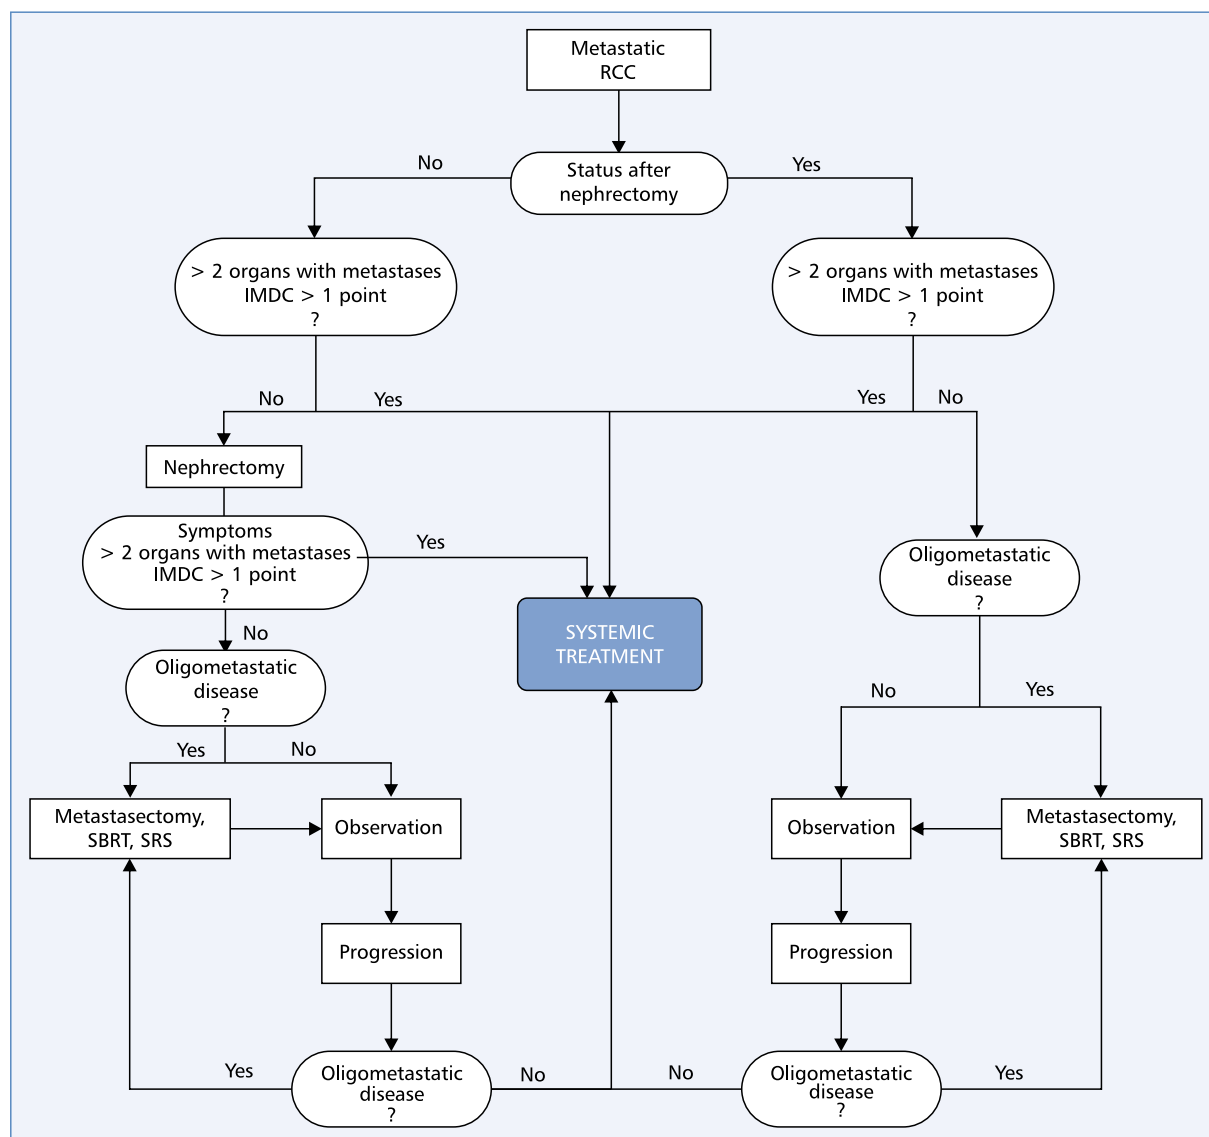 Metastatic
RCC
No
Status after
nephrectomy
Yes
> 2 organs with metastases
IMDC > 1 point
?
> 2 organs with metastases
IMDC > 1 point
?
No
Yes
Yes
No
Nephrectomy
Symptoms
> 2 organs with metastases
IMDC > 1 point
?
Yes
No
SYSTEMIC
TREATMENT
Oligometastatic
disease
?
Oligometastatic
disease
?
No
Yes
Yes
No
Metastasectomy,
SBRT, SRS
Observation
Observation
Metastasectomy,
SBRT, SRS
Progression
Progression
Yes
Oligometastatic
disease
?
No
No
Oligometastatic
disease
?
Yes